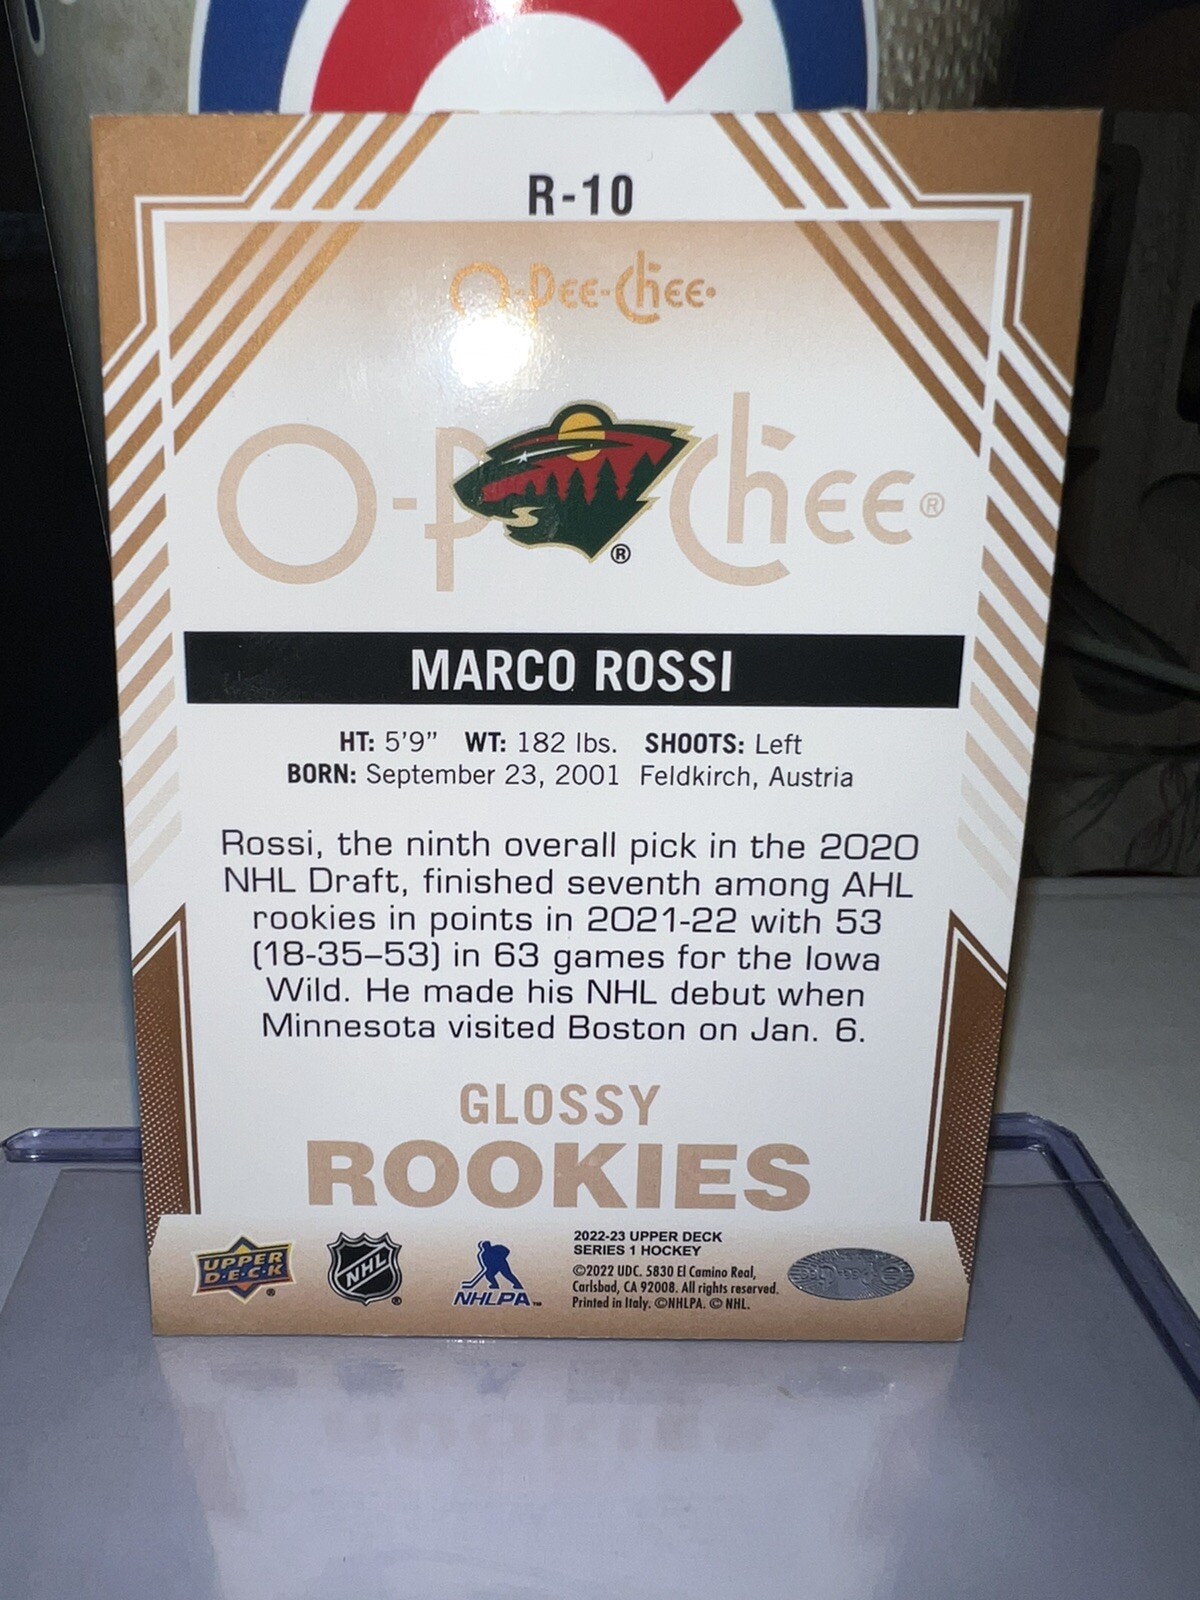 R-10
O-Pee-Chee
O-P Chee®
®
MARCO ROSSI
HT: 5'9" WT: 182 lbs. SHOOTS: Left
BORN: September 23, 2001 Feldkirch, Austria
Rossi, the ninth overall pick in the 2020
NHL Draft, finished seventh among AHL
rookies in points in 2021-22 with 53
(18-35–53) in 63 games for the Iowa
Wild. He made his NHL debut when
Minnesota visited Boston on Jan. 6.
GLOSSY
ROOKIES
UPPER
D•E•C•K
NHL
NHLPA™
2022-23 UPPER DECK
SERIES 1 HOCKEY
©2022 UDC. 5830 El Camino Real,
Carlsbad, CA 92008. All rights reserved.
Printed in Italy. ©NHLPA. © NHL.